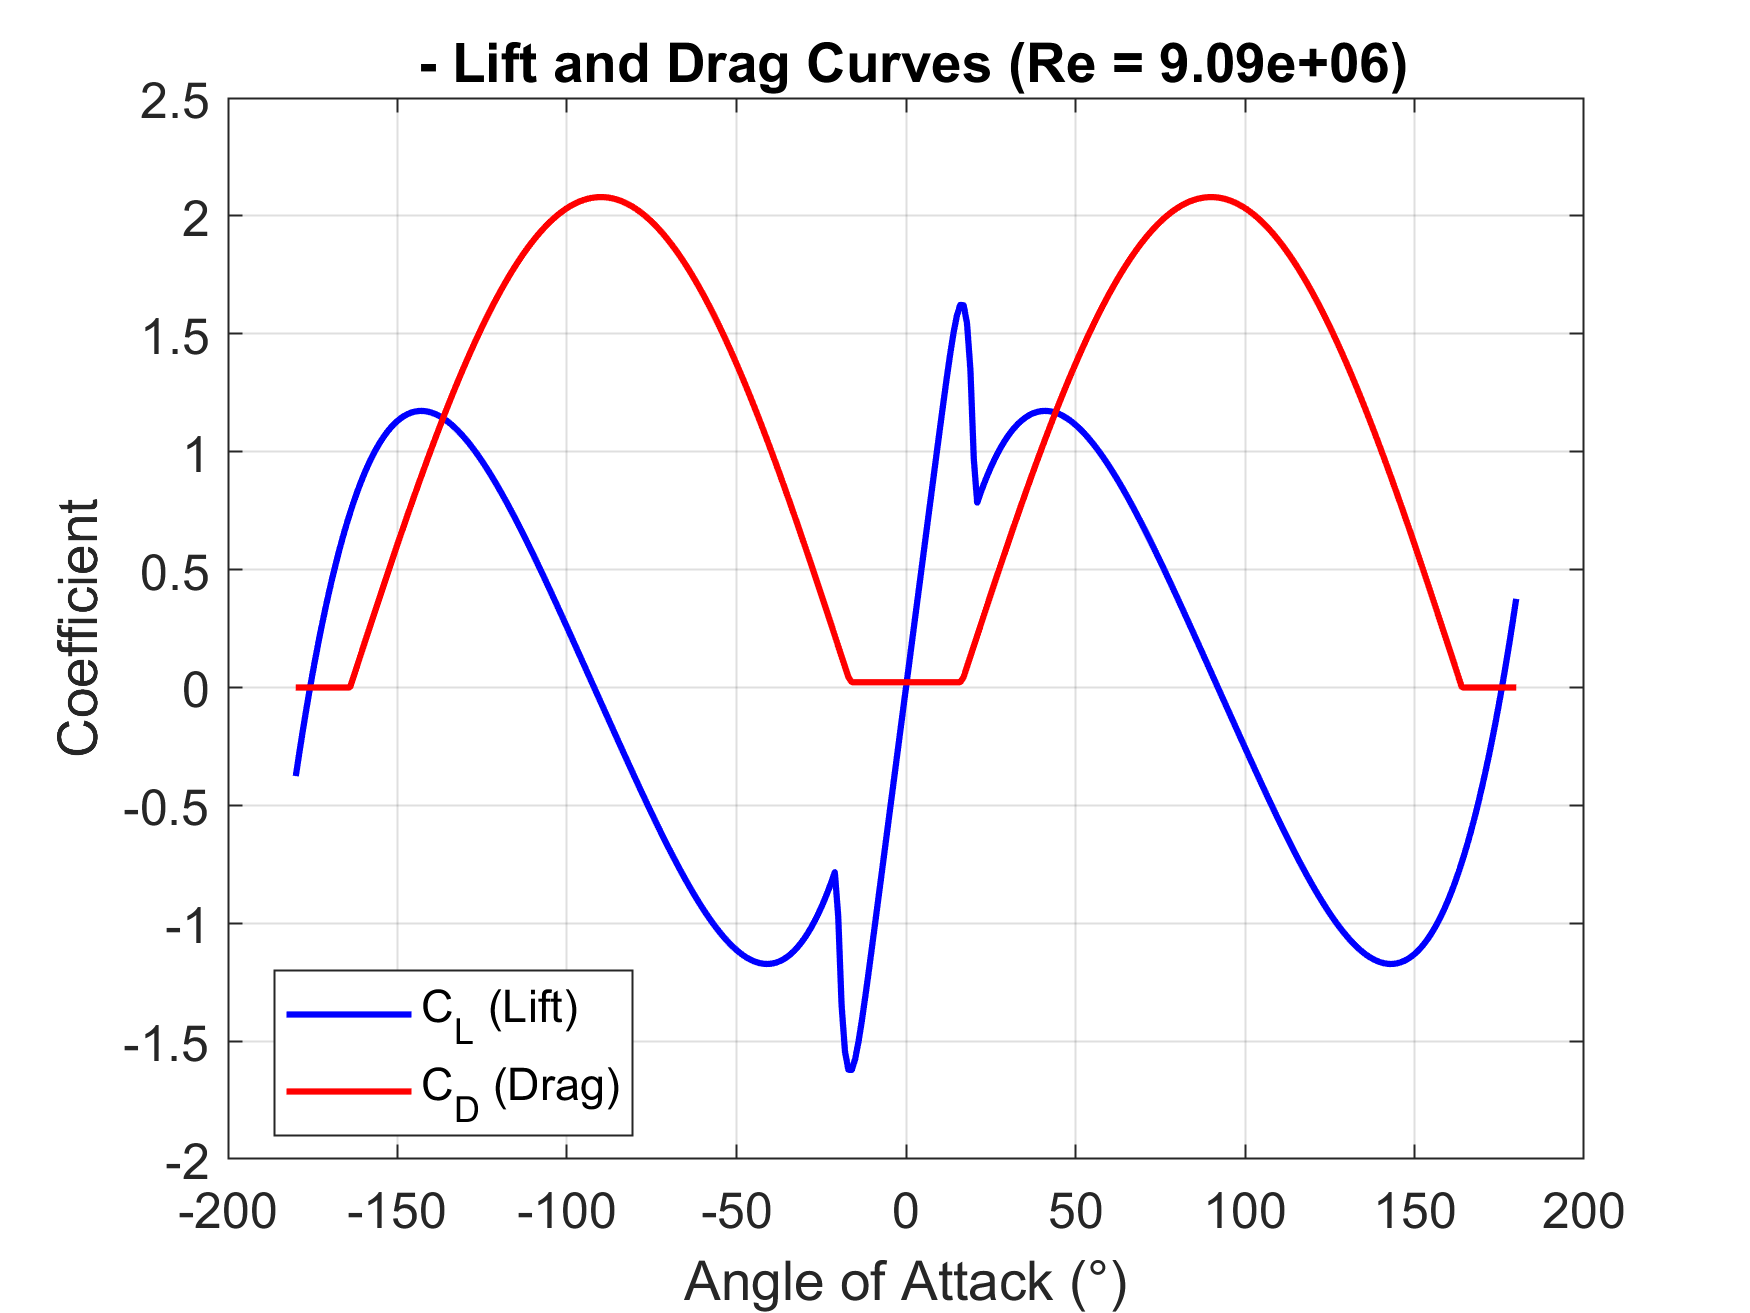 - Lift and Drag Curves (Re = 9.09e+06)
2.5
2
1.5
1
0.5
0
-0.5
-1
-1.5
-2
Coefficient
C_L (Lift)
C_D (Drag)
-200 -150 -100 -50 0 50 100 150 200
Angle of Attack (°)